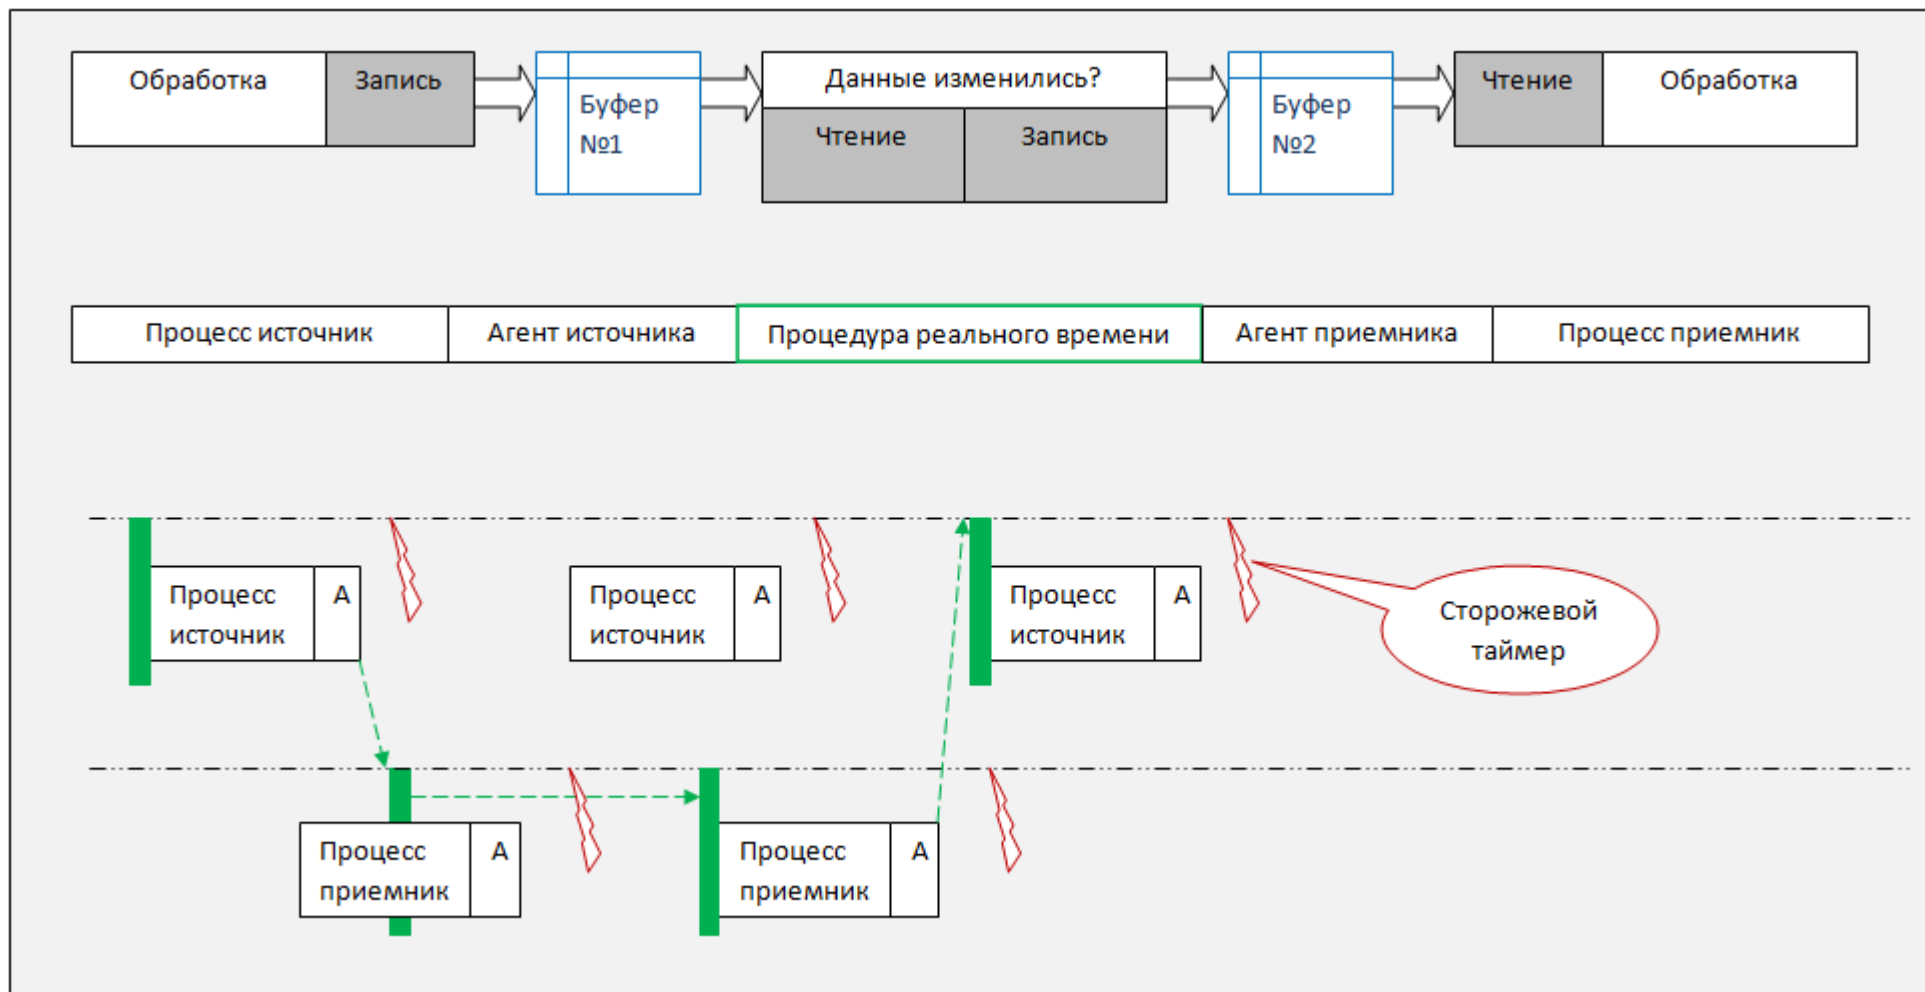 Обработка
Запись
Буфер
№1
Данные изменились?
Чтение
Запись
Буфер
№2
Чтение
Обработка
Процесс источник
Агент источника
Процедура реального времени
Агент приемника
Процесс приемник
Процесс
источник
А
Процесс
источник
А
Процесс
источник
А
Сторожевой
таймер
Процесс
приемник
А
Процесс
приемник
А